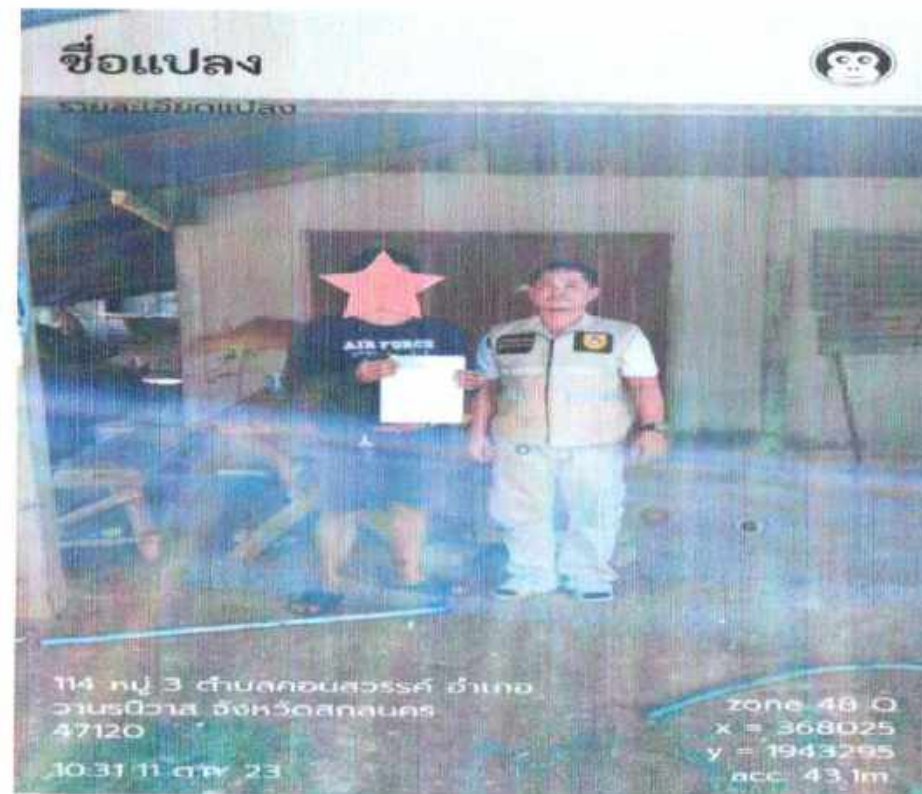 ชื่อแปลง
รายละเอียดแปลง
AIR FORCE
114 หมู่ 3 ตำบลคอนสวรรค์ อำเภอ
วานรนิวาส จังหวัดสกลนคร
47120
10:31 11 ต.ค. 23
zone 48 Q
x = 368025
y = 1943295
acc 43.1m